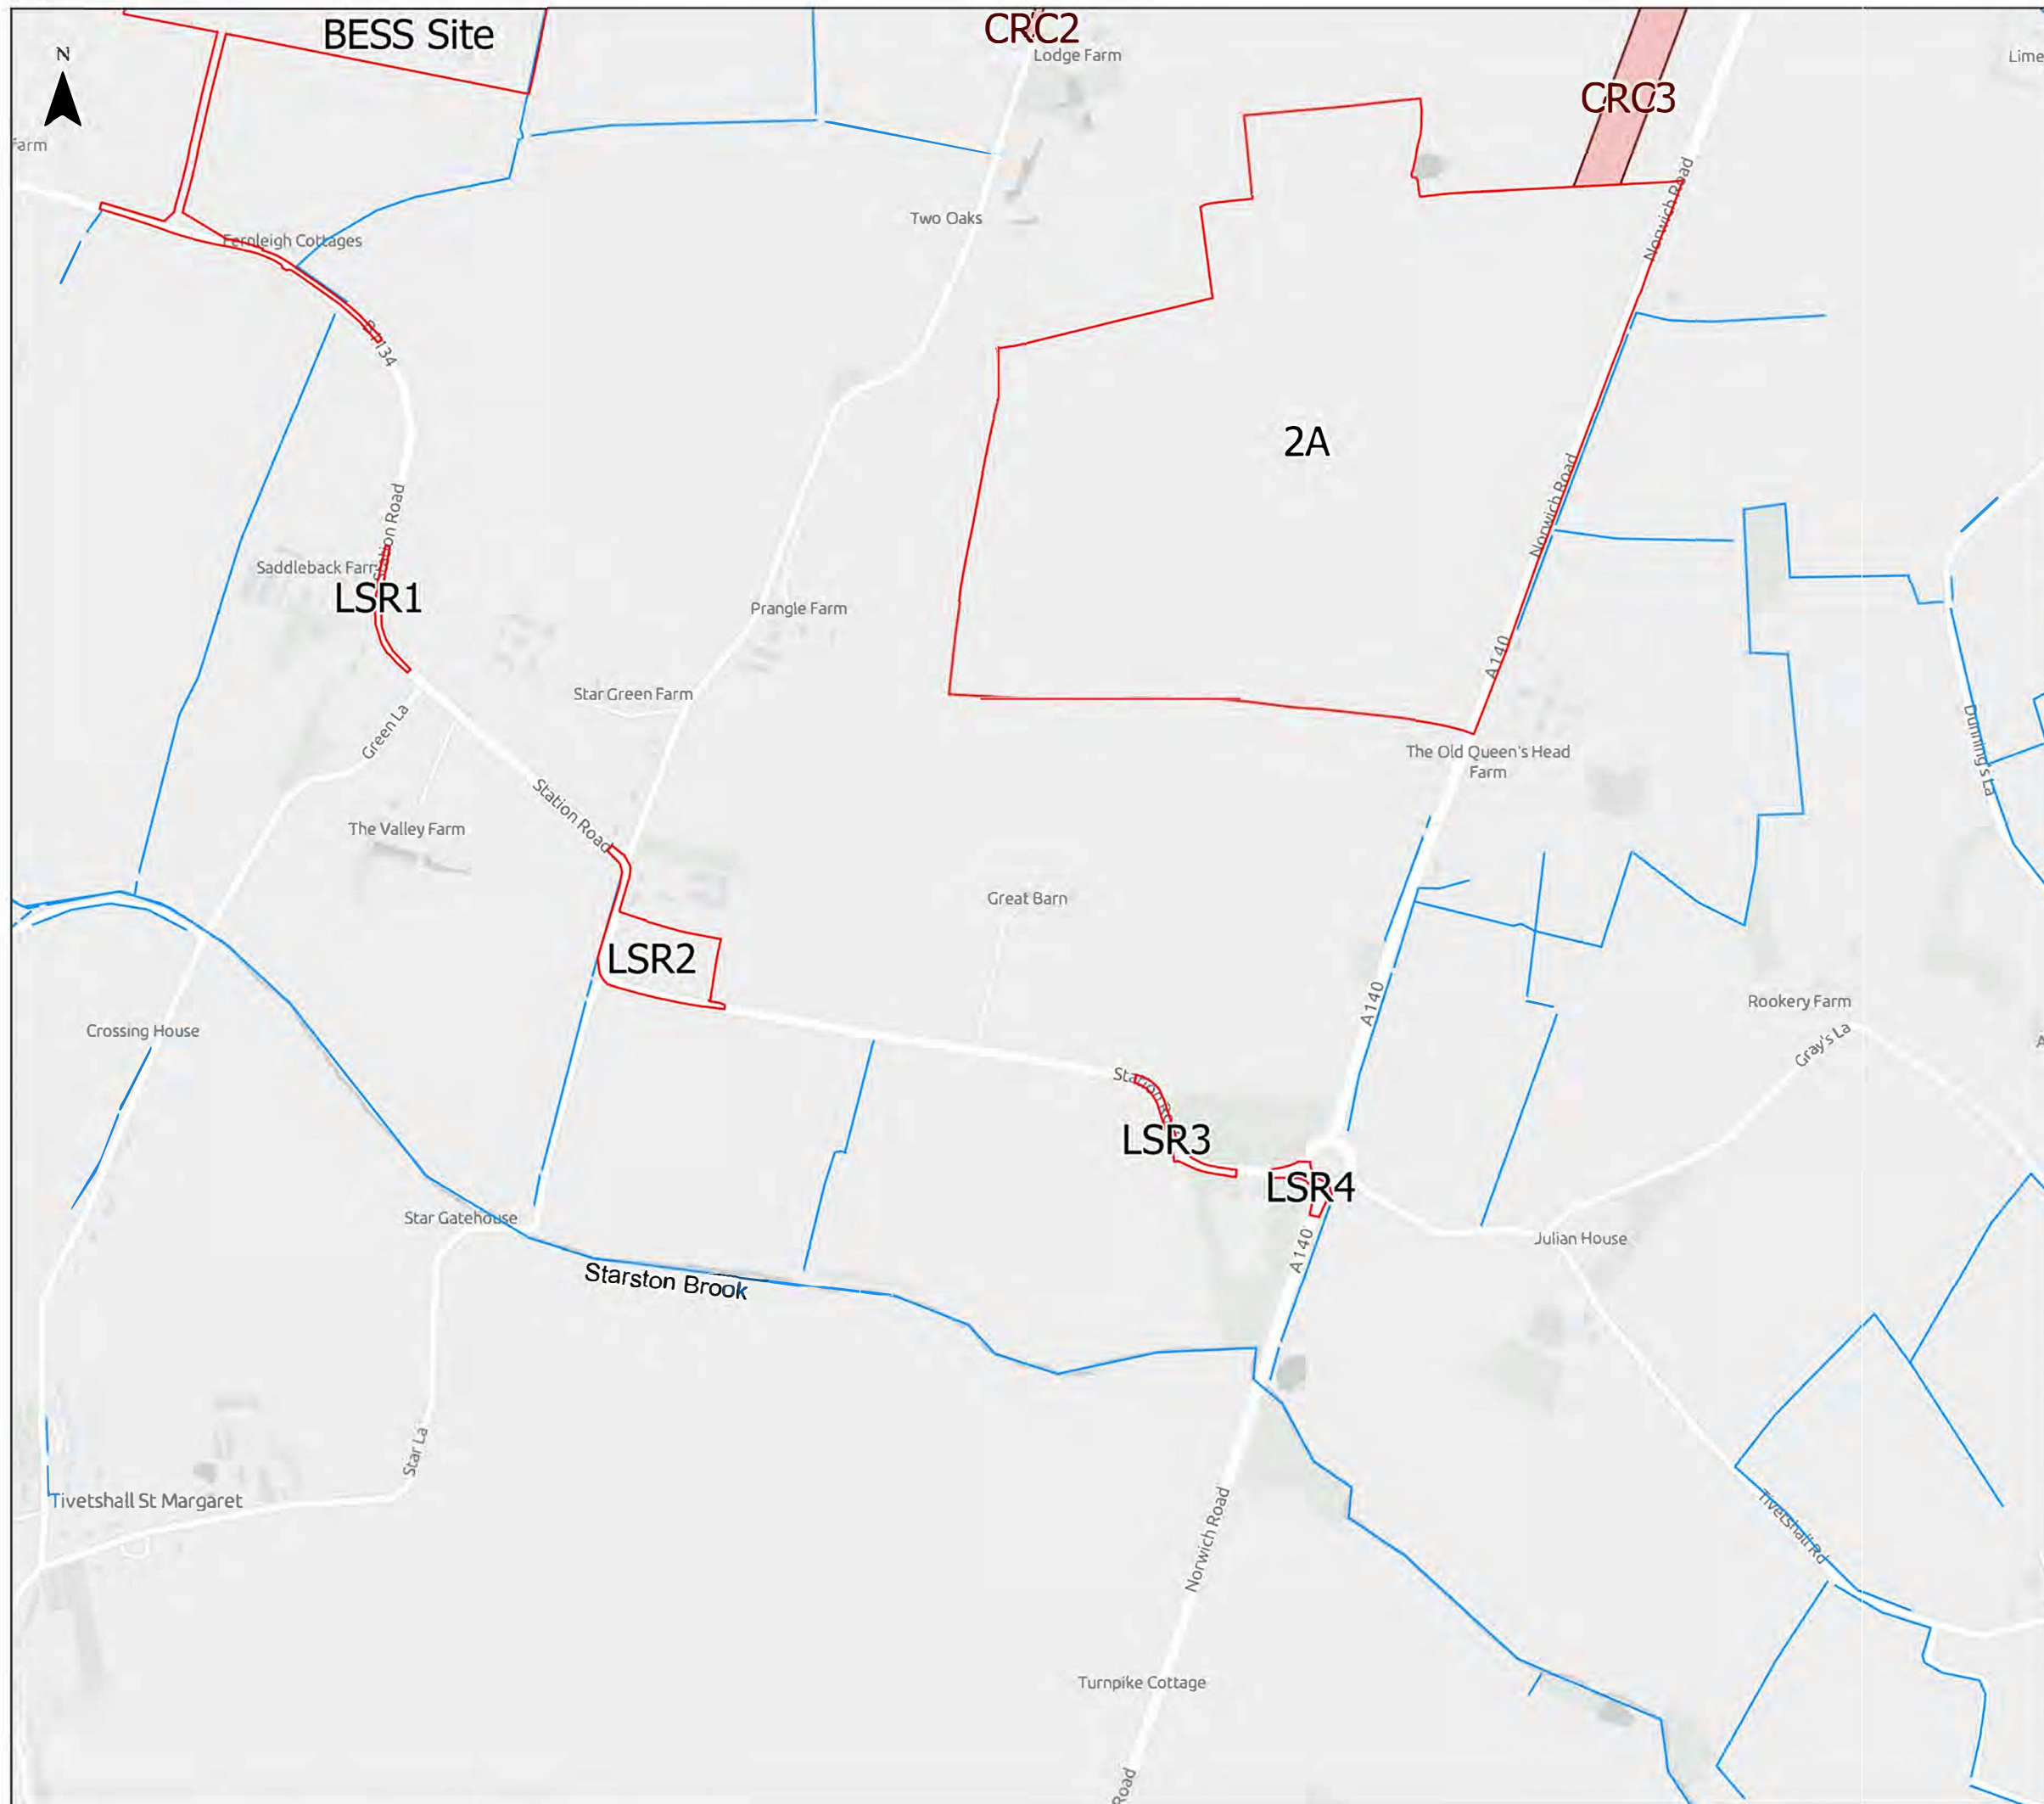 BESS Site
CRC2
N
Lodge Farm
Lime
CRC3
Farm
Norwich Road
Two Oaks
Fernleigh Cottages
B1134
2A
Station Road
Norwich Road
Saddleback Farm
LSR1
Prangle Farm
A140
Star Green Farm
Green La
The Old Queen's Head
Farm
Dunning's La
Station Road
The Valley Farm
Great Barn
LSR2
A140
Rookery Farm
Crossing House
Gray's La
Station Rd
LSR3
LSR4
Star Gatehouse
Julian House
A140
Starston Brook
Star La
Tivetshall St Margaret
Norwich Road
Tivetshall Rd
Turnpike Cottage
Road